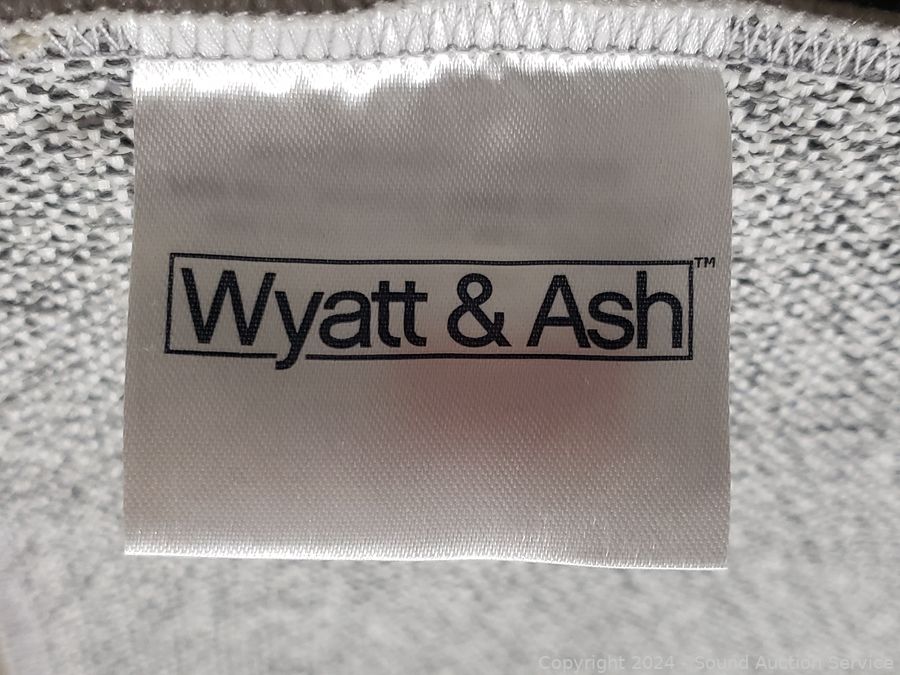 Wyatt & Ash™
Copyright 2024 - Sound Auction Service